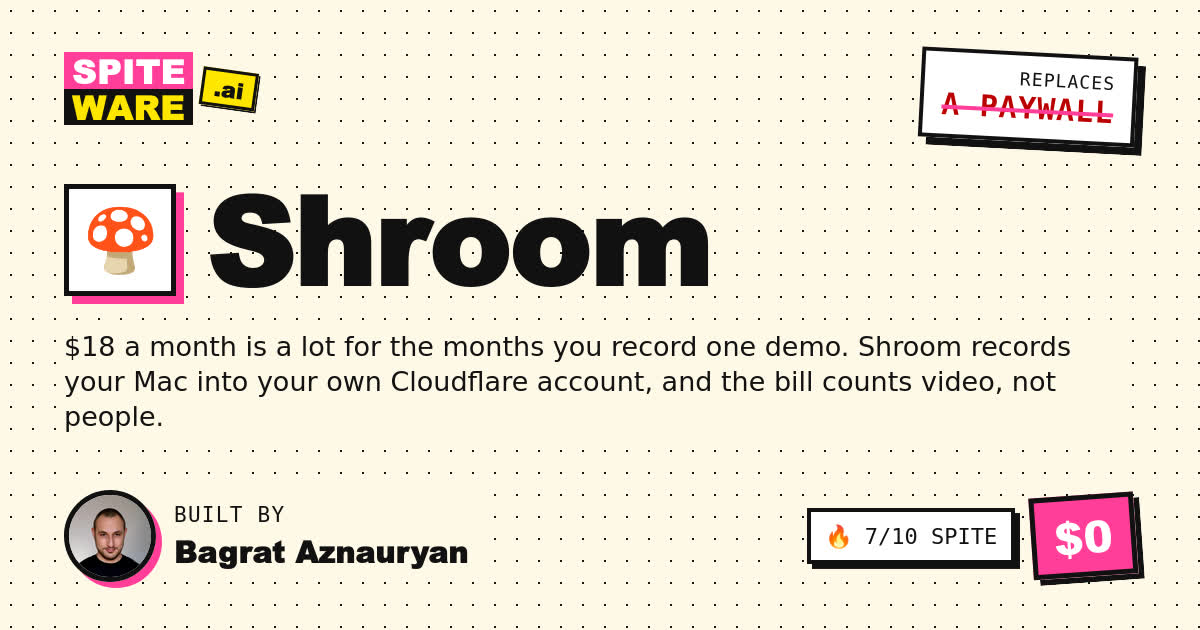 SPITE
WARE
.ai
REPLACES
A PAYWALL
Shroom
$18 a month is a lot for the months you record one demo. Shroom records
your Mac into your own Cloudflare account, and the bill counts video, not
people.
BUILT BY
Bagrat Aznauryan
🔥 7/10 SPITE
$0